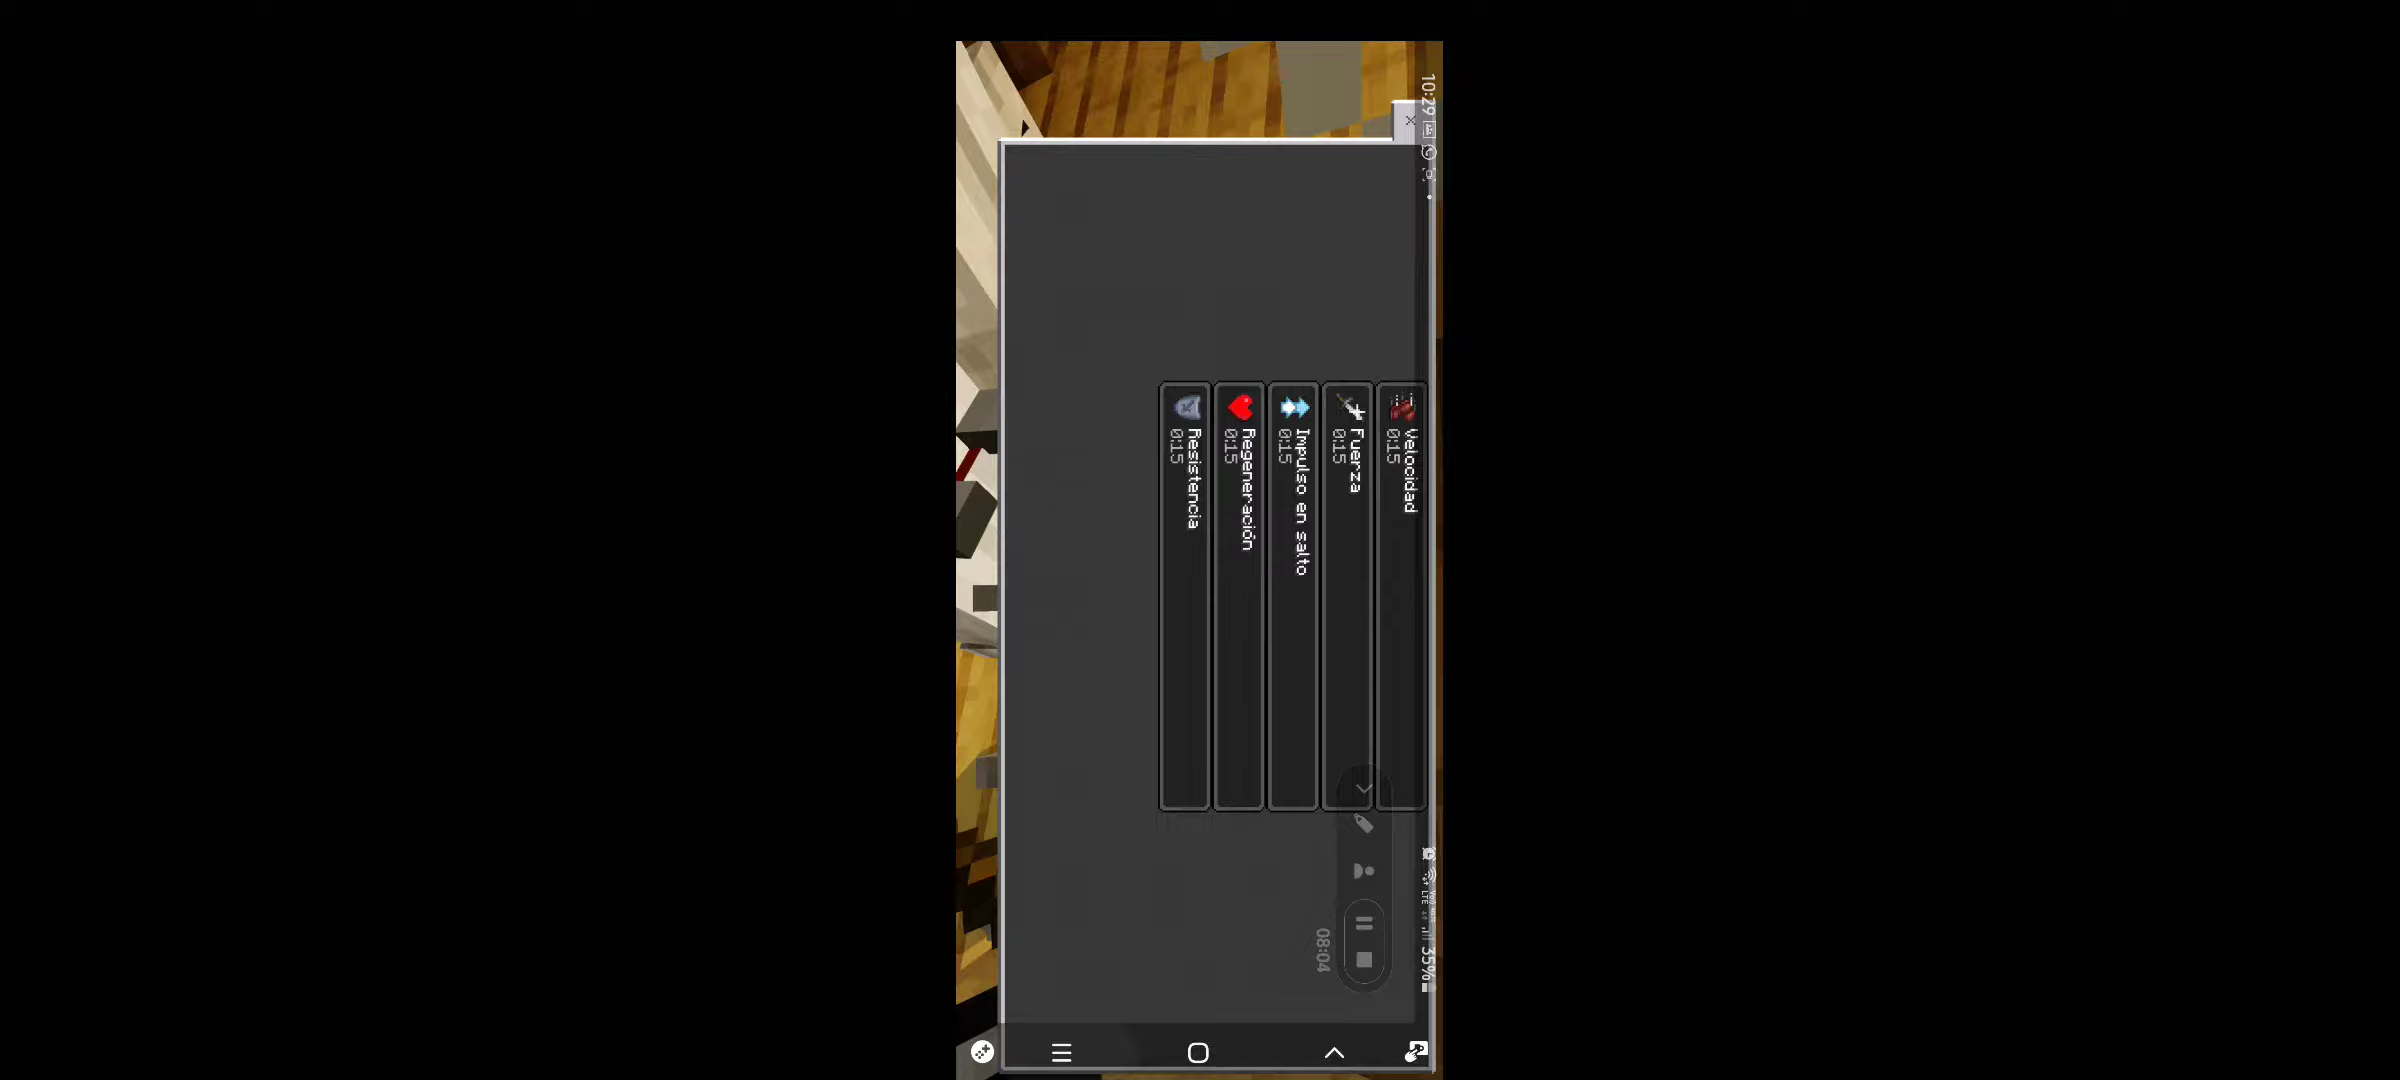 10:29
Velocidad
0:15
Fuerza
0:15
Impulso en salto
0:15
Regeneración
0:15
Resistencia
0:15
LTE
35%
08:04